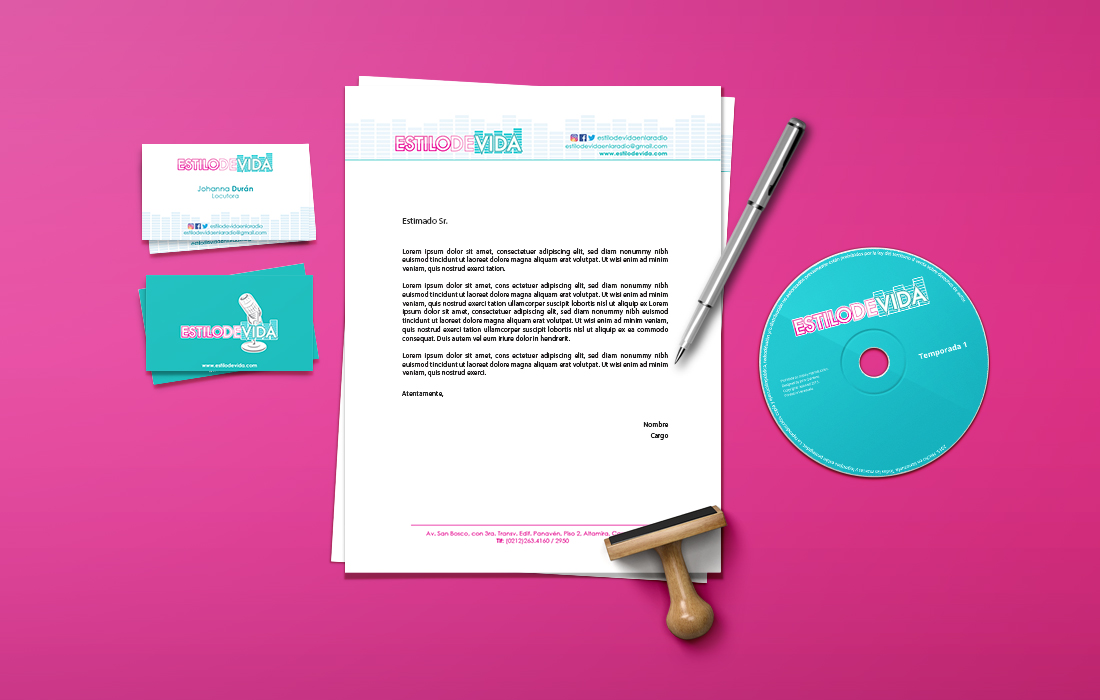 ESTILODEVIDA
Johanna Durán
Locutora
estilodevidaenlaradio
estilodevidaenlaradio@gmail.com
ESTILODEVIDA
www.estilodevida.com
ESTILODEVIDA
estilodevidaenlaradio
estilodevidaenlaradio@gmail.com
www.estilodevida.com
Estimado Sr.
Lorem ipsum dolor sit amet, consectetuer adipiscing elit, sed diam nonummy nibh
euismod tincidunt ut laoreet dolore magna aliquam erat volutpat. Ut wisi enim ad minim
veniam, quis nostrud exerci tation.
Lorem ipsum dolor sit amet, cons ectetuer adipiscing elit, sed diam nonummy nibh
euismod tincidunt ut laoreet dolore magna aliquam erat volutpat. Ut wisi enim ad minim
veniam, quis nostrud exerci tation ullamcorper suscipit lobortis nisl ut aliquip ex Lorem
ipsum dolor sit amet, consectetuer adipiscing elit, sed diam nonummy nibh euismod
tincidunt ut laoreet dolore magna aliquam erat volutpat. Ut wisi enim ad minim veniam,
quis nostrud exerci tation ullamcorper suscipit lobortis nisl ut aliquip ex ea commodo
consequat. Duis autem vel eum iriure dolor in hendrerit.
Lorem ipsum dolor sit amet, consectetuer adipiscing elit, sed diam nonummy nibh
euismod tincidunt ut laoreet dolore magna aliquam erat volutpat. Ut wisi enim ad minim
veniam, quis nostrud exerci.
Atentamente,
Nombre
Cargo
Av. San Bosco, con 3ra. Transv, Edif. Panavén, Piso 2, Altamira,
Tlf: (0212)263.4160 / 2950
ESTILODEVIDA
Temporada 1